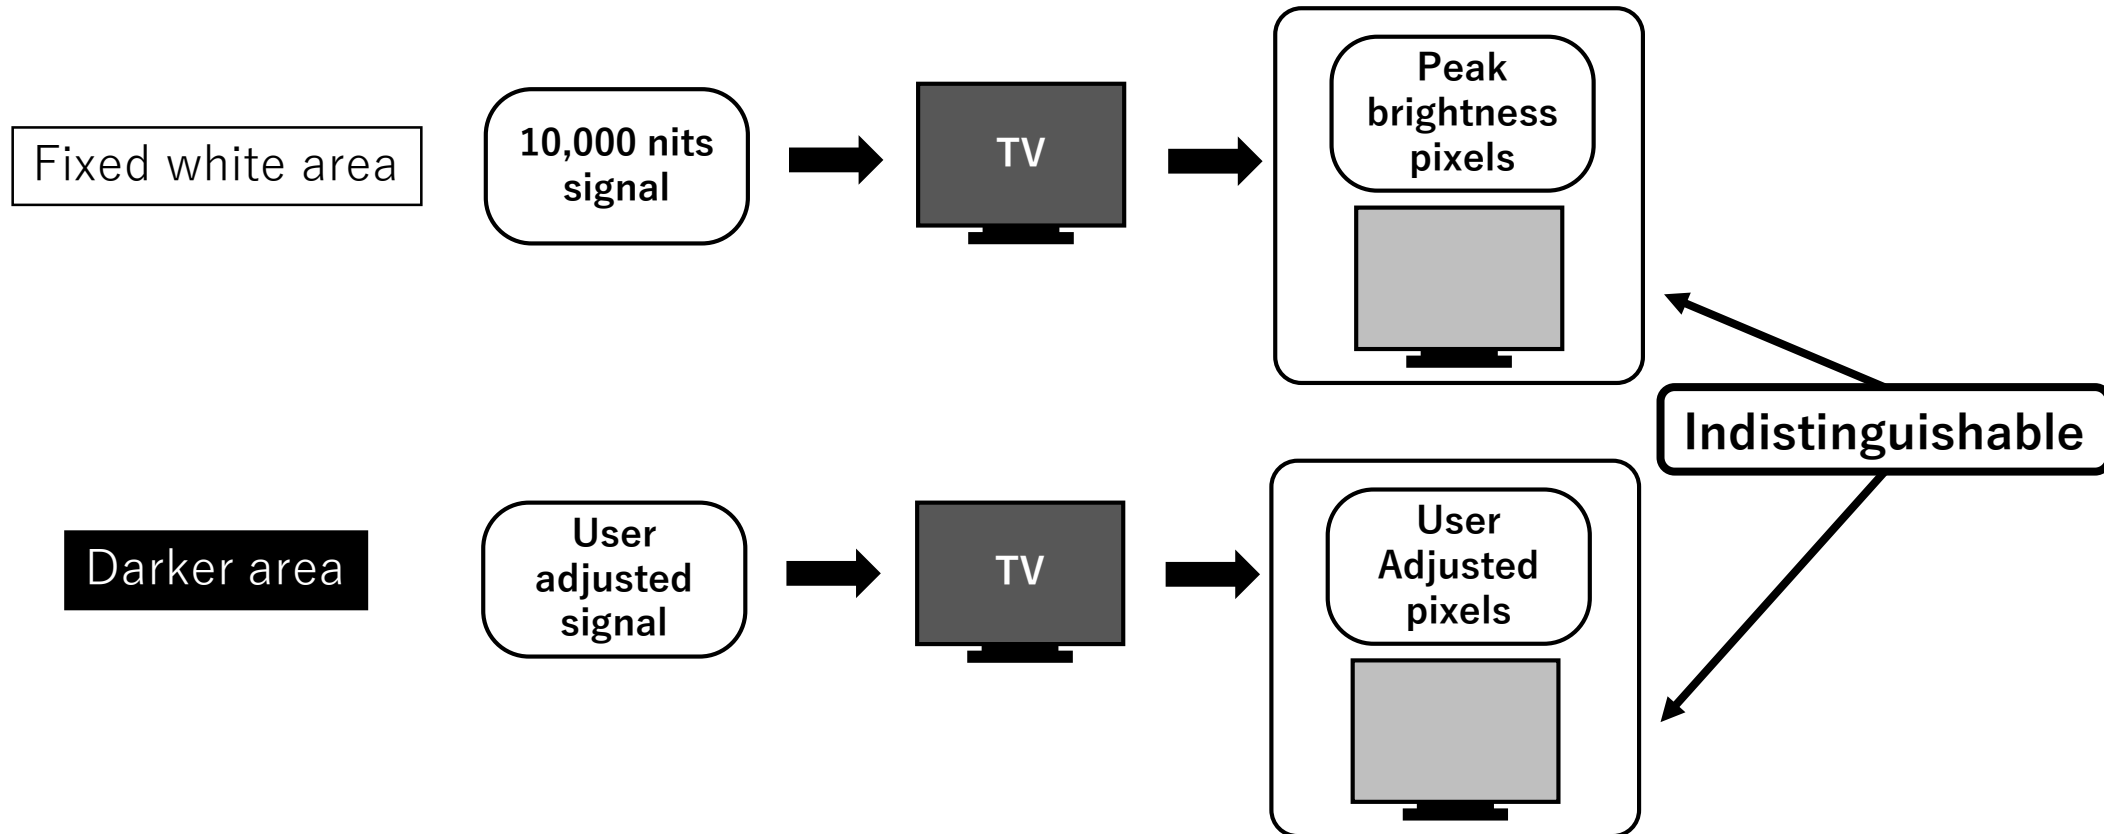 Fixed white area
10,000 nits
signal
TV
Peak
brightness
pixels
Indistinguishable
Darker area
User
adjusted
signal
TV
User
Adjusted
pixels